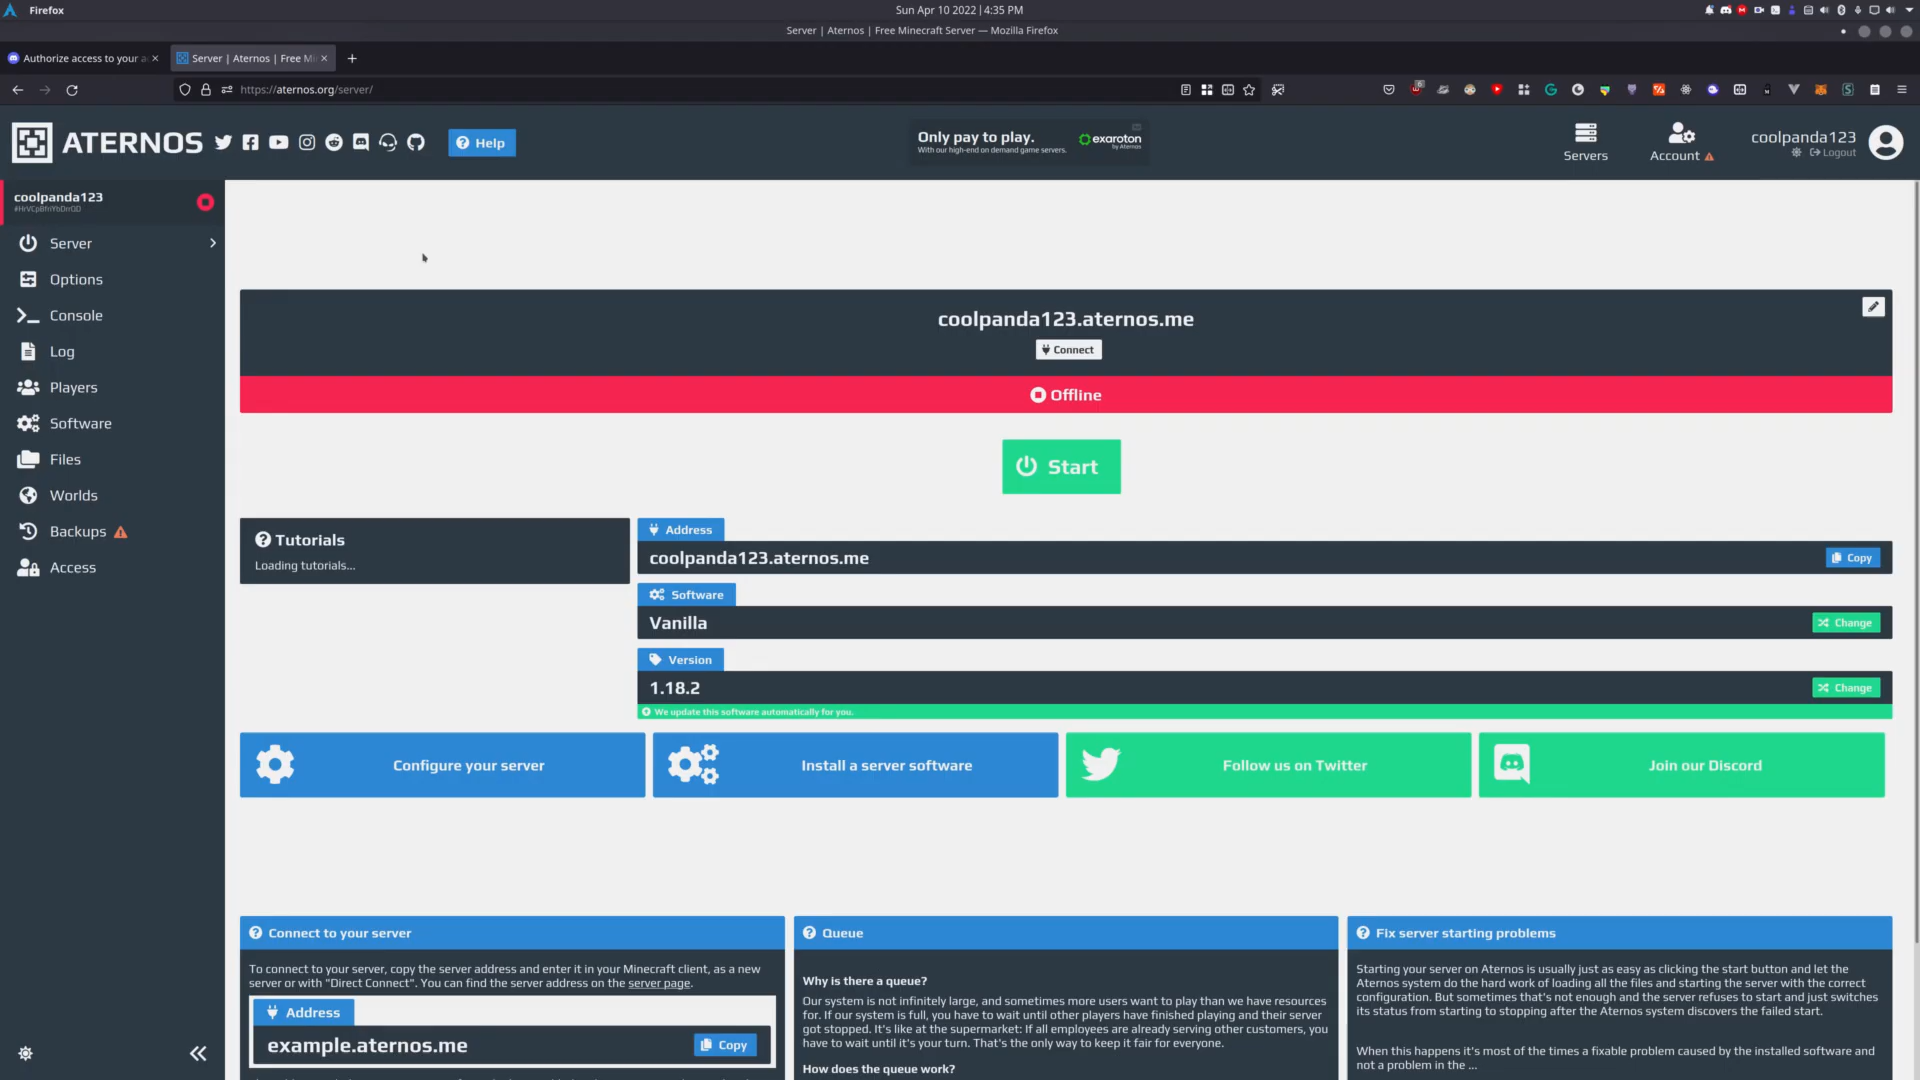 Firefox
Sun Apr 10 2022 | 4:35 PM
Server | Aternos | Free Minecraft Server — Mozilla Firefox
Authorize access to your a
Server | Aternos | Free Mi
https://aternos.org/server/
ATERNOS
Help
Only pay to play.
With our high-end on demand game servers.
exaroton
by Aternos
Servers
Account
coolpanda123
Logout
coolpanda123
Server
Options
Console
Log
Players
Software
Files
Worlds
Backups
Access
coolpanda123.aternos.me
Connect
Offline
Start
Tutorials
Loading tutorials...
Address
coolpanda123.aternos.me
Copy
Software
Vanilla
Change
Version
1.18.2
Change
We update this software automatically for you.
Configure your server
Install a server software
Follow us on Twitter
Join our Discord
Connect to your server
To connect to your server, copy the server address and enter it in your Minecraft client, as a new
server or with "Direct Connect". You can find the server address on the server page.
Address
example.aternos.me
Copy
Queue
Why is there a queue?
Our system is not infinitely large, and sometimes more users want to play than we have resources
for. If our system is full, you have to wait until other players have finished playing and their server
got stopped. It's like at the supermarket: If all employees are already serving other customers, you
have to wait until it's your turn. That's the only way to keep it fair for everyone.
How does the queue work?
Fix server starting problems
Starting your server on Aternos is usually just as easy as clicking the start button and let the
Aternos system do the hard work of loading all the files and starting the server with the correct
configuration. But sometimes that's not enough and the server refuses to start and just switches
its status from starting to stopping after the Aternos system discovers the failed start.
When this happens it's most of the times a fixable problem caused by the installed software and
not a problem in the ...